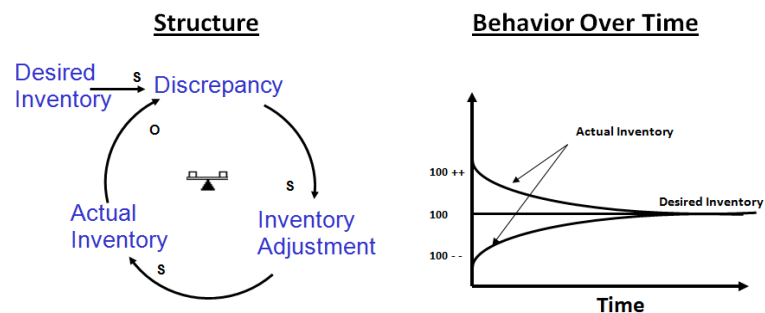 Structure
Desired
Inventory
S
Discrepancy
O
S
Actual
Inventory
Inventory
Adjustment
S
Behavior Over Time
Actual Inventory
100 ++
Desired Inventory
100
100 - -
Time